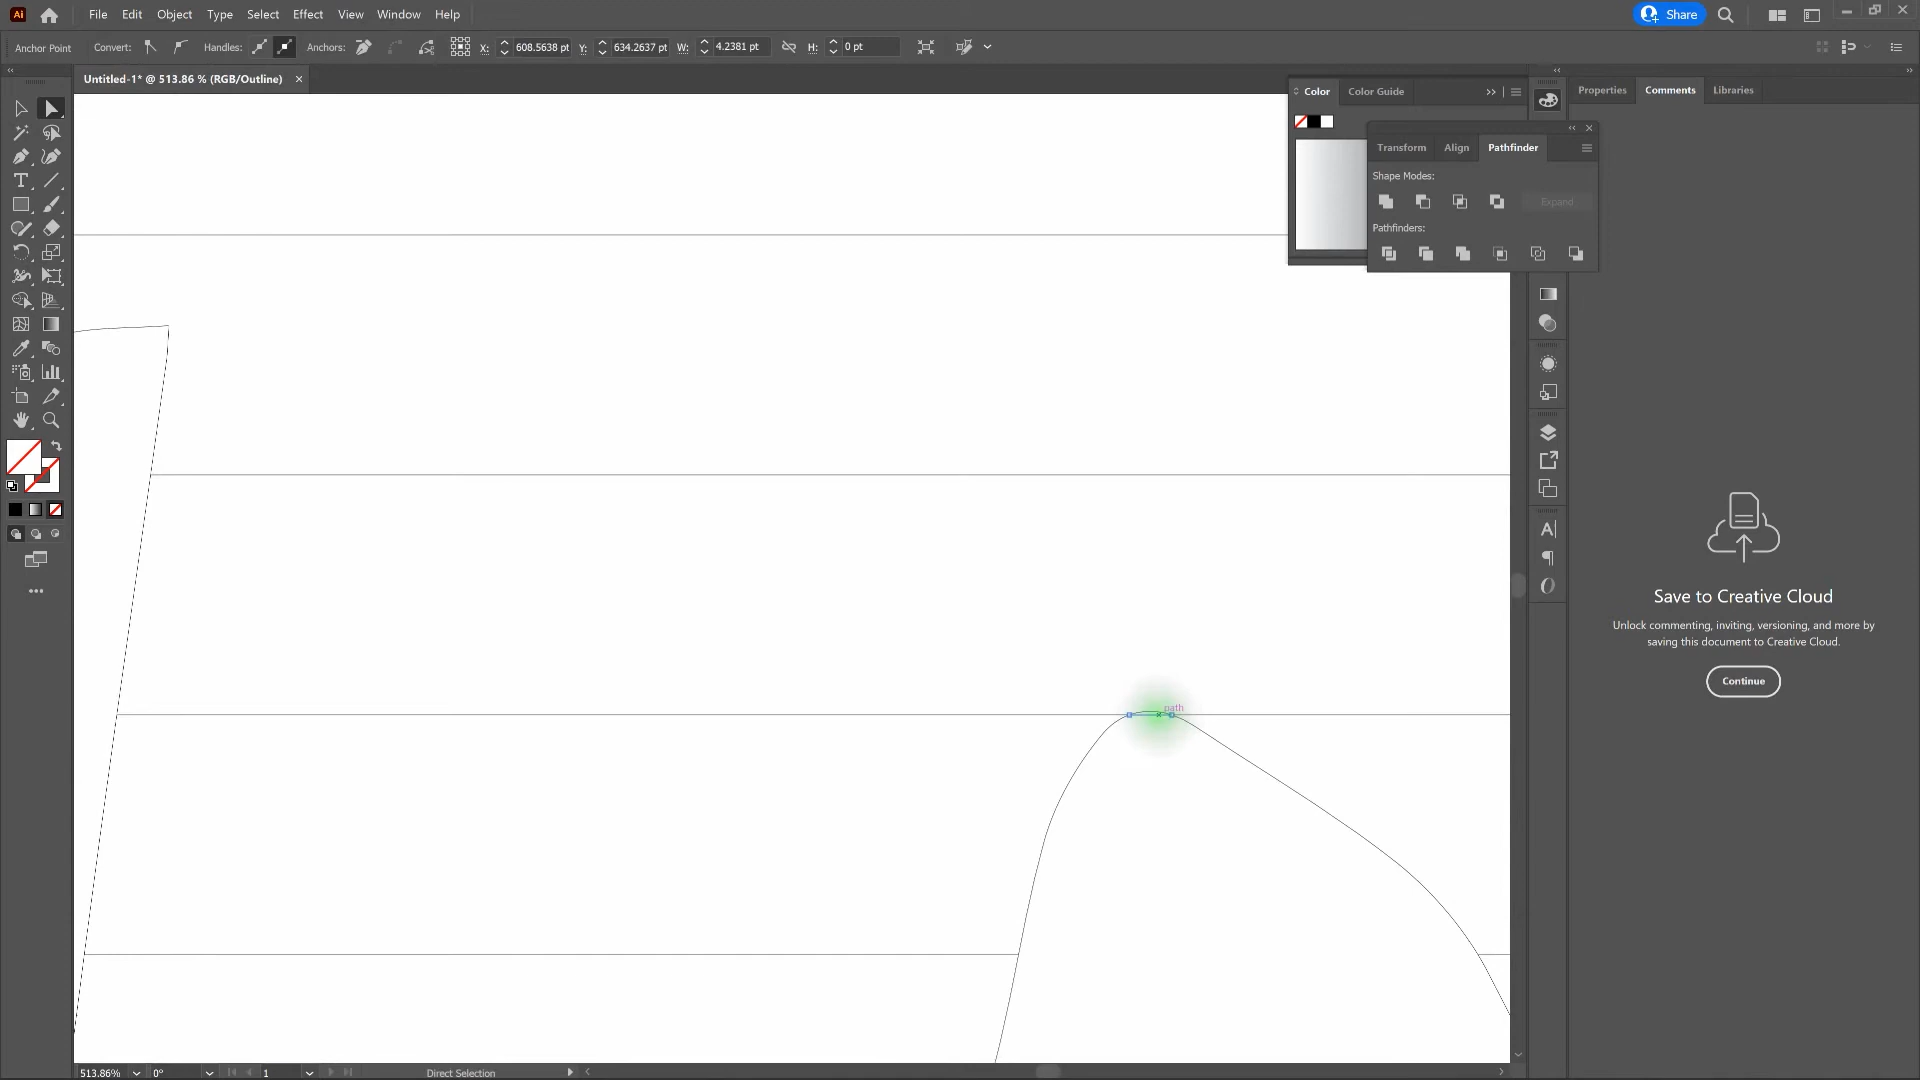 Ai File Edit Object Type Select Effect View Window Help Share
Anchor Point Convert: Handles: Anchors: X: 608.5638 pt Y: 634.2637 pt W: 4.2381 pt H: 0 pt
Untitled-1* @ 513.86 % (RGB/Outline) ×
Color Color Guide
Properties Comments Libraries
Transform Align Pathfinder
Shape Modes:
Expand
Pathfinders:
path
Save to Creative Cloud
Unlock commenting, inviting, versioning, and more by
saving this document to Creative Cloud.
Continue
513.86% 0° 1 Direct Selection